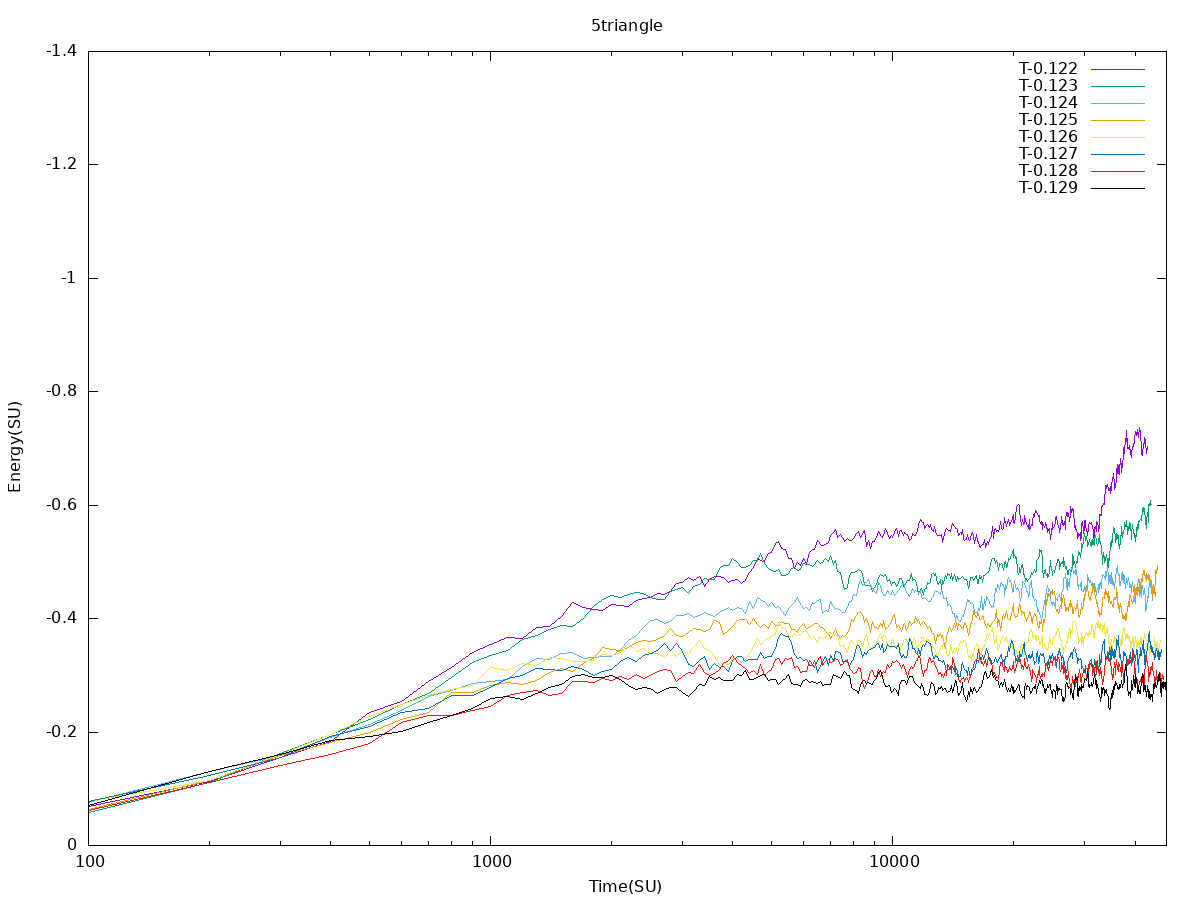 5triangle
-1.4
-1.2
-1
-0.8
-0.6
-0.4
-0.2
0
Energy(SU)
T-0.122
T-0.123
T-0.124
T-0.125
T-0.126
T-0.127
T-0.128
T-0.129
100
1000
10000
Time(SU)